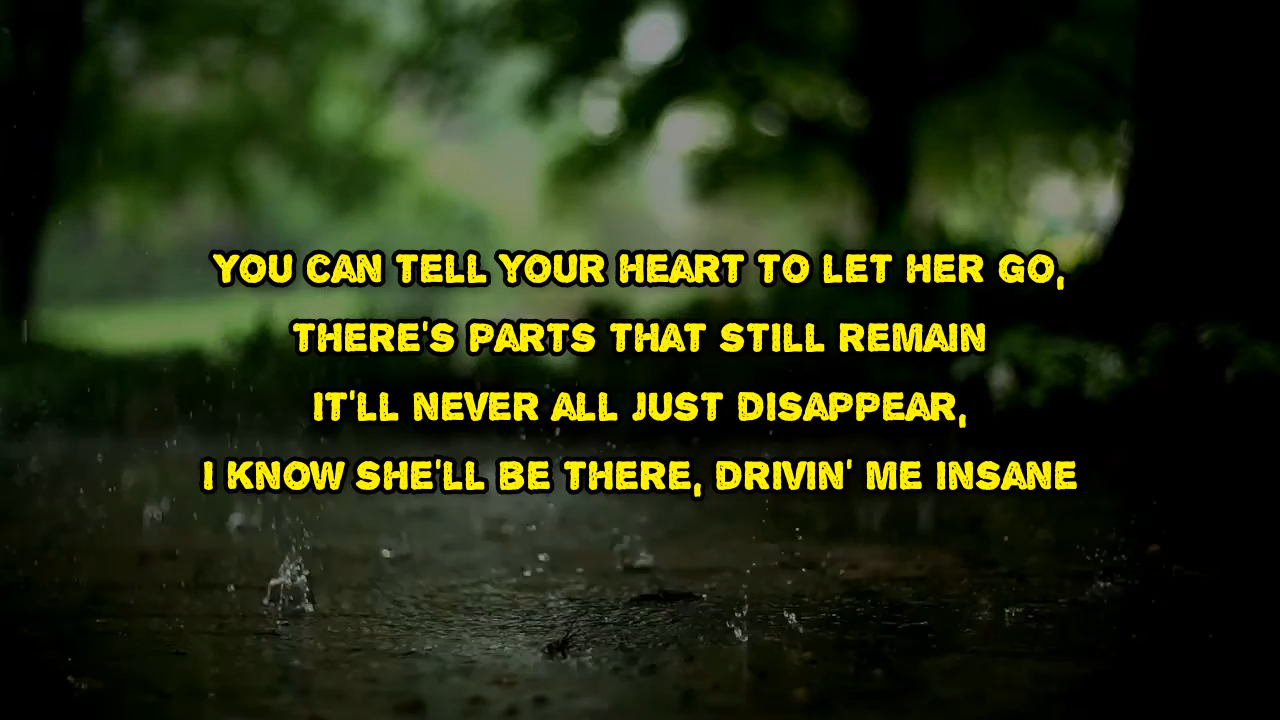 YOU CAN TELL YOUR HEART TO LET HER GO,
THERE'S PARTS THAT STILL REMAIN
IT'LL NEVER ALL JUST DISAPPEAR,
I KNOW SHE'LL BE THERE, DRIVIN' ME INSANE